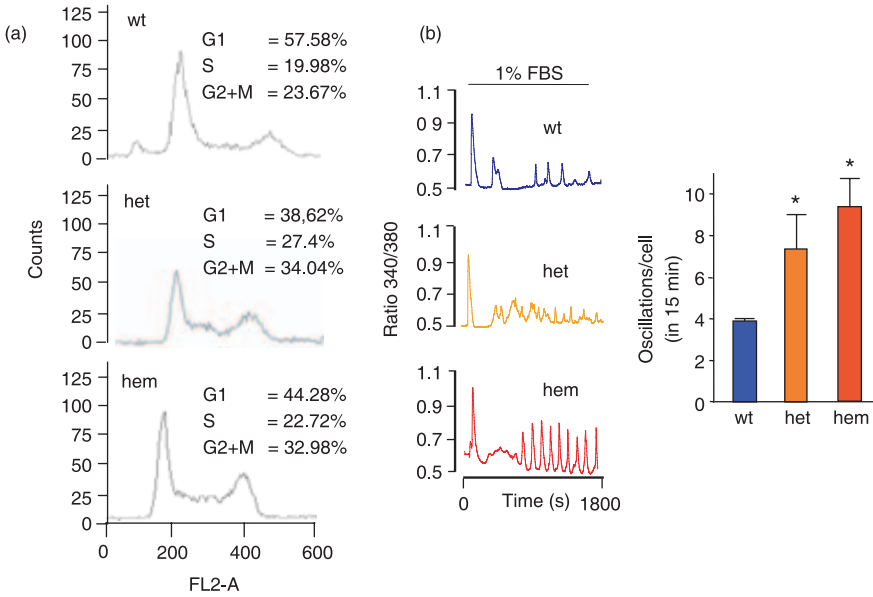 (a)
wt
G1 = 57.58%
S = 19.98%
G2+M = 23.67%
125
100
75
50
25
0
het
G1 = 38,62%
S = 27.4%
G2+M = 34.04%
125
100
75
50
25
0
hem
G1 = 44.28%
S = 22.72%
G2+M = 32.98%
125
100
75
50
25
0
0 200 400 600
FL2-A
Counts
(b)
1% FBS
wt
1.1
0 9
0.7
0.5
het
1.1
0.9
0.7
0.5
hem
1.1
0.9
0.7
0.5
0 Time (s) 1800
Ratio 340/380
Oscillations/cell
(in 15 min)
10
8
6
4
2
0
*
*
wt het hem